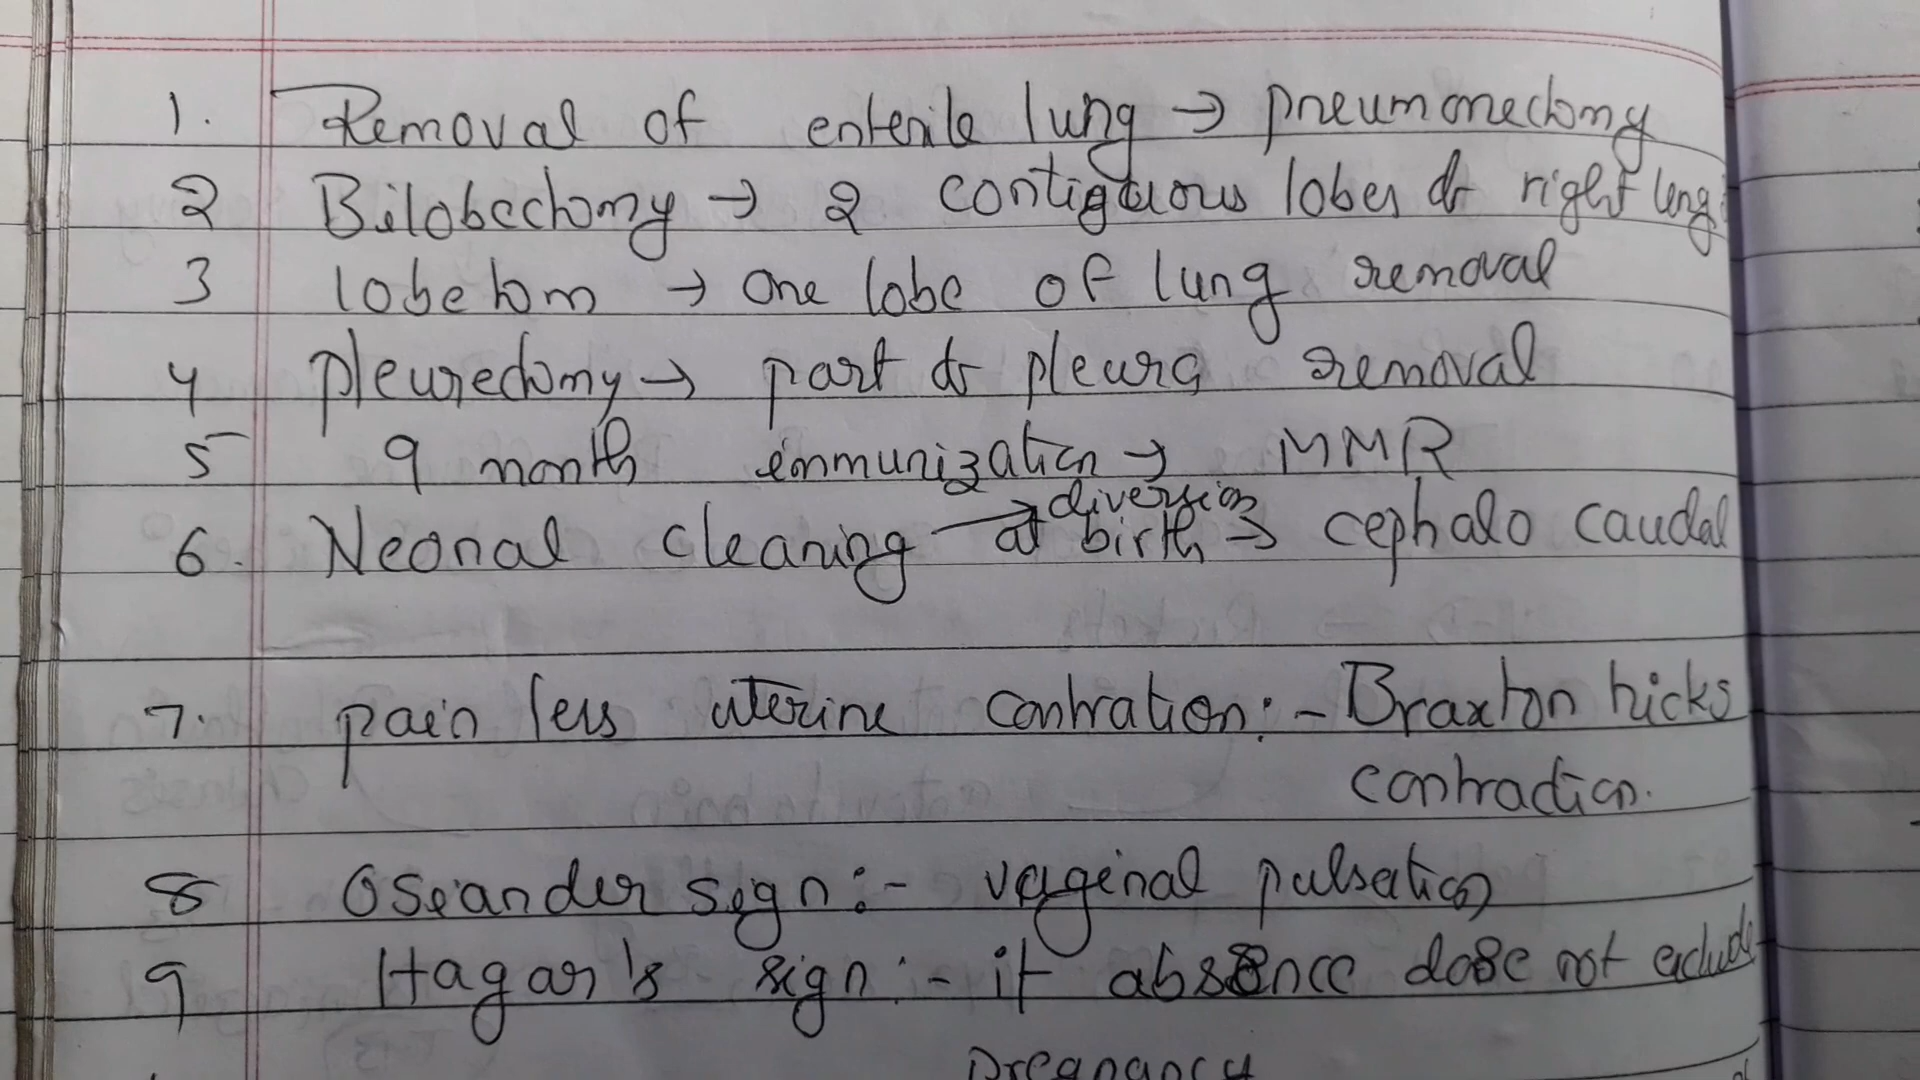 1. Removal of enterile lung → pneumonectomy
2 Bilobectomy → 2 contiguous lobes of right lung
3 lobetom → One lobe of lung removal
4 pleurectomy → part of pleura removal
5 9 month immunization → MMR
6. Neonal cleaning → diversion at birth → cephalo caudal
7. pain less uterine contration :- Braxton hicks
contraction.
8 Oseander sign :- vaginal pulsation
9 Hagar's sign :- it absence dose not exclude
Pregnancy